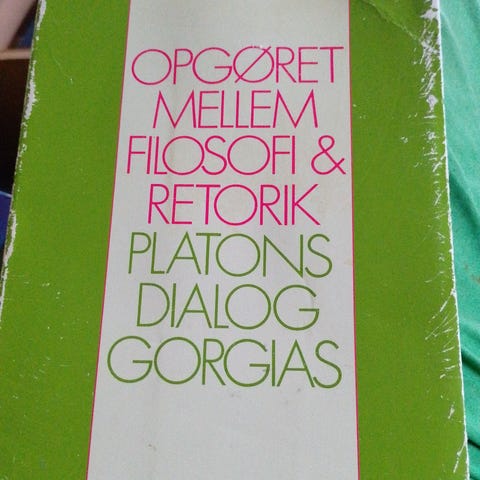 OPGØRET
MELLEM
FILOSOFI &
RETORIK
PLATONS
DIALOG
GORGIAS